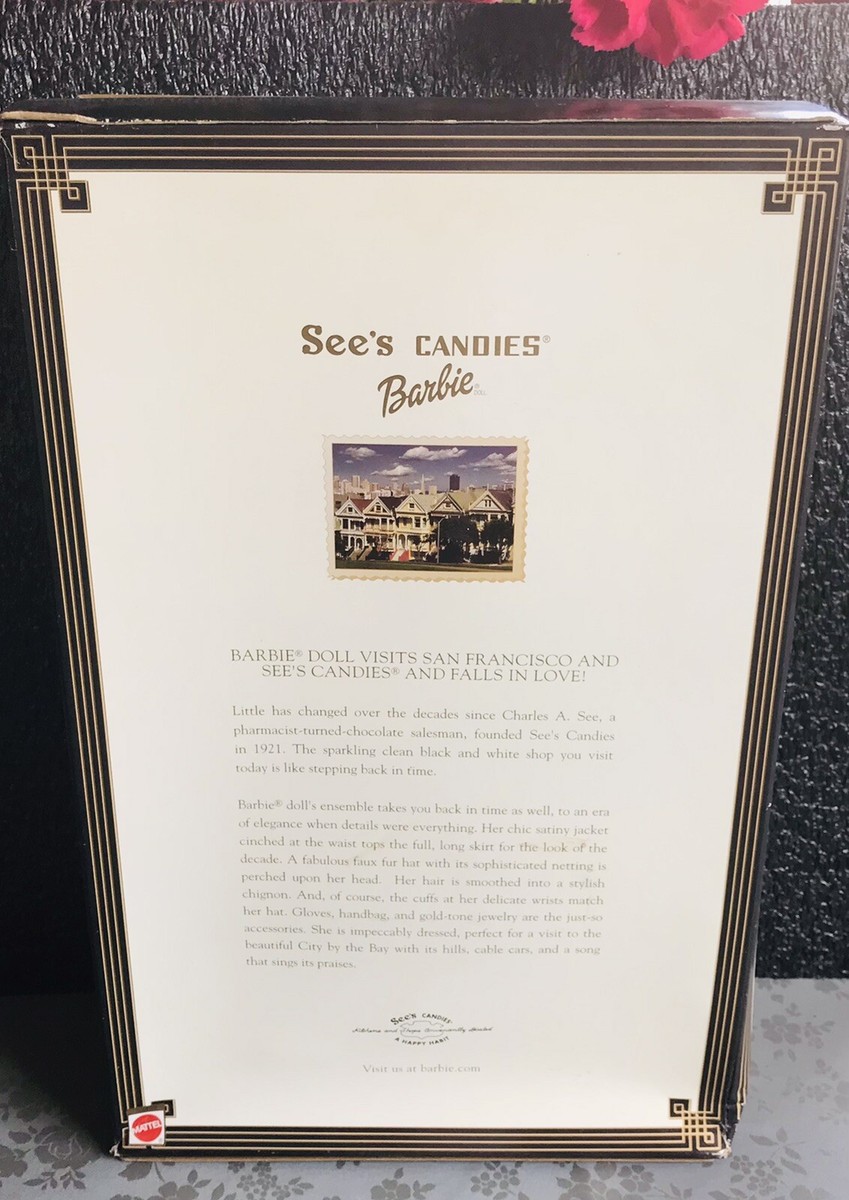 See's CANDIES®
Barbie® DOLL
BARBIE® DOLL VISITS SAN FRANCISCO AND
SEE'S CANDIES® AND FALLS IN LOVE!
Little has changed over the decades since Charles A. See, a
pharmacist-turned-chocolate salesman, founded See's Candies
in 1921. The sparkling clean black and white shop you visit
today is like stepping back in time.
Barbie® doll's ensemble takes you back in time as well, to an era
of elegance when details were everything. Her chic satiny jacket
cinched at the waist tops the full, long skirt for the look of the
decade. A fabulous faux fur hat with its sophisticated netting is
perched upon her head. Her hair is smoothed into a stylish
chignon. And, of course, the cuffs at her delicate wrists match
her hat. Gloves, handbag, and gold-tone jewelry are the just-so
accessories. She is impeccably dressed, perfect for a visit to the
beautiful City by the Bay with its hills, cable cars, and a song
that sings its praises.
See's CANDIES®
Kitchens and Shops Conveniently Located
A HAPPY HABIT
Visit us at barbie.com
MATTEL